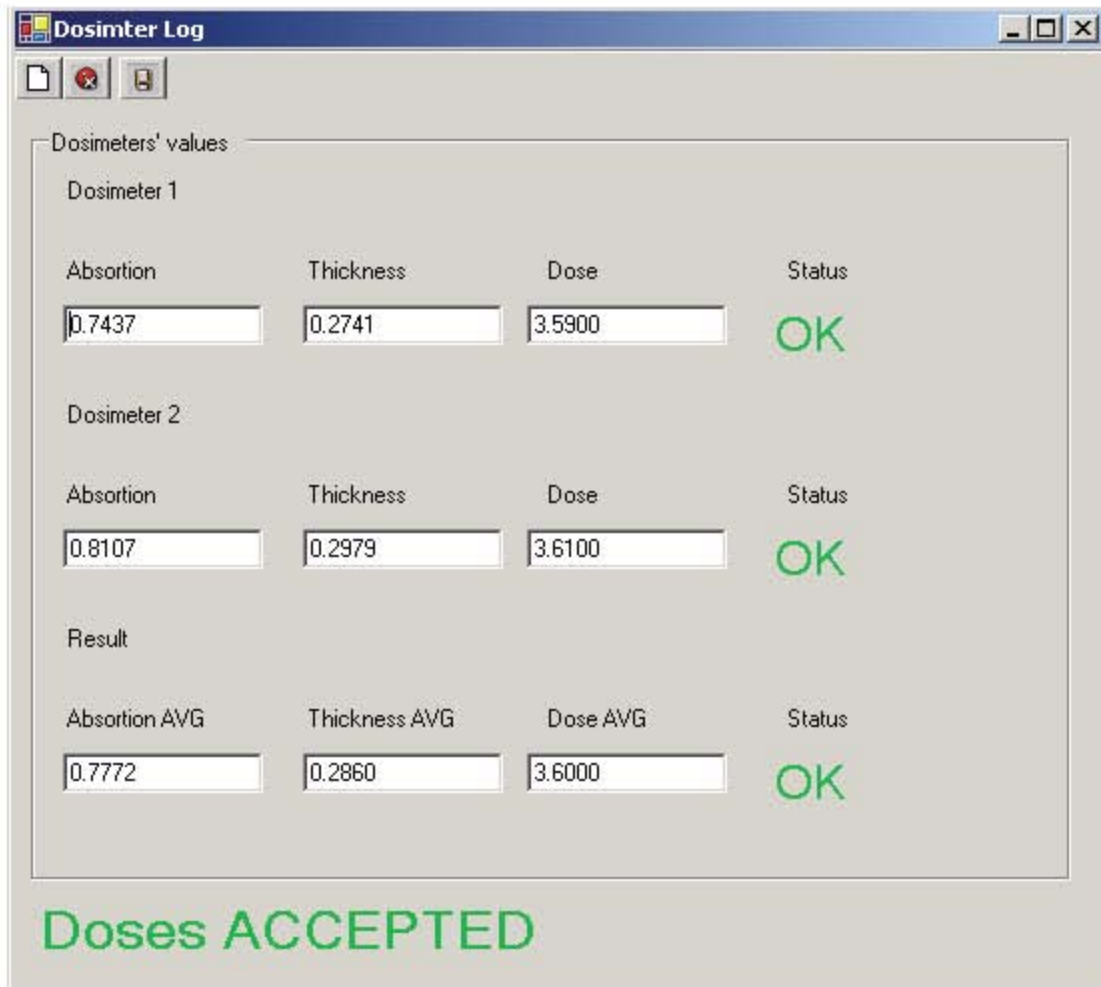 Dosimter Log
Dosimeters' values
Dosimeter 1
Absortion Thickness Dose Status
0.7437 0.2741 3.5900 OK
Dosimeter 2
Absortion Thickness Dose Status
0.8107 0.2979 3.6100 OK
Result
Absortion AVG Thickness AVG Dose AVG Status
0.7772 0.2860 3.6000 OK
Doses ACCEPTED